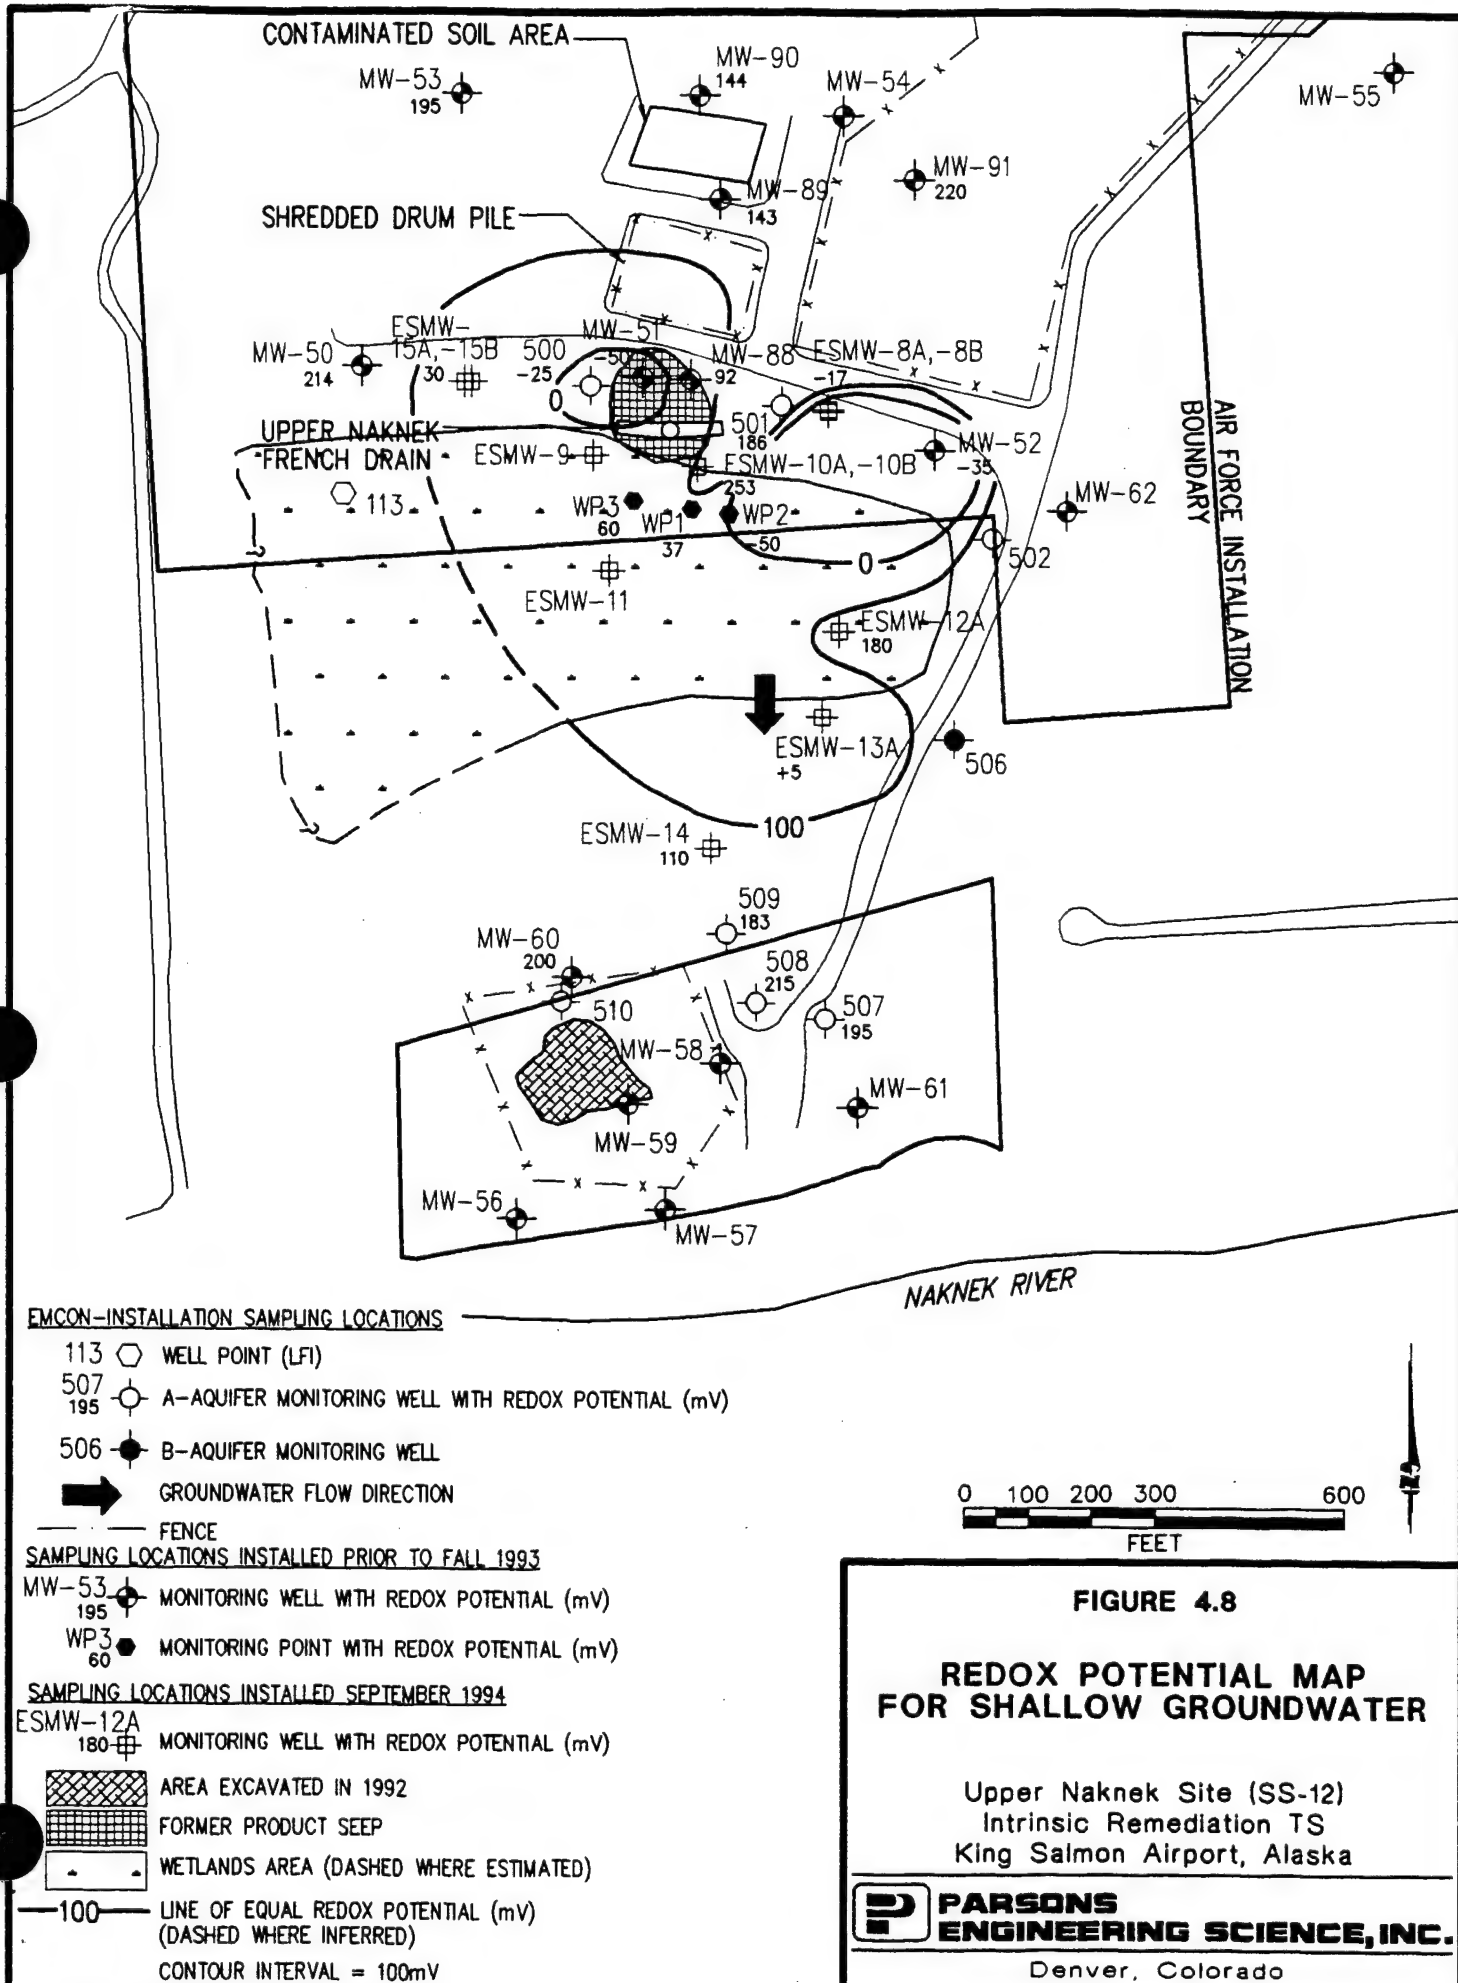 CONTAMINATED SOIL AREA
MW-53
195
MW-90
144
MW-54
MW-55
MW-91
220
MW-89
143
SHREDDED DRUM PILE
MW-50
214
ESMW-
15A,-15B
30
500
-25
MW-51
-50
MW-88
-92
ESMW-8A,-8B
-17
0
501
186
UPPER NAKNEK
FRENCH DRAIN
ESMW-9
ESMW-10A,-10B
253
MW-52
-35
113
WP3
60
WP1
37
WP2
-50
MW-62
502
0
AIR FORCE INSTALLATION
BOUNDARY
?
ESMW-11
ESMW-12A
180
ESMW-13A
+5
506
?
100
ESMW-14
110
509
183
MW-60
200
508
215
510
507
195
MW-58
MW-61
MW-59
MW-56
MW-57
NAKNEK RIVER
EMCON-INSTALLATION SAMPLING LOCATIONS
113 WELL POINT (LFI)
507
195
A-AQUIFER MONITORING WELL WITH REDOX POTENTIAL (mV)
506 B-AQUIFER MONITORING WELL
GROUNDWATER FLOW DIRECTION
FENCE
SAMPLING LOCATIONS INSTALLED PRIOR TO FALL 1993
MW-53
195
MONITORING WELL WITH REDOX POTENTIAL (mV)
WP3
60
MONITORING POINT WITH REDOX POTENTIAL (mV)
SAMPLING LOCATIONS INSTALLED SEPTEMBER 1994
ESMW-12A
180
MONITORING WELL WITH REDOX POTENTIAL (mV)
AREA EXCAVATED IN 1992
FORMER PRODUCT SEEP
WETLANDS AREA (DASHED WHERE ESTIMATED)
100 LINE OF EQUAL REDOX POTENTIAL (mV)
(DASHED WHERE INFERRED)
CONTOUR INTERVAL = 100mV
0 100 200 300 600
FEET
FIGURE 4.8
REDOX POTENTIAL MAP
FOR SHALLOW GROUNDWATER
Upper Naknek Site (SS-12)
Intrinsic Remediation TS
King Salmon Airport, Alaska
PARSONS
ENGINEERING SCIENCE, INC.
Denver, Colorado